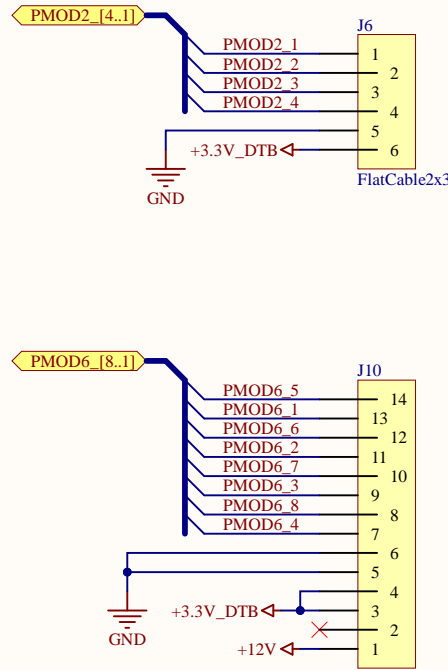 PMOD2_[4..1]
J6
PMOD2_1 1
PMOD2_2 2
PMOD2_3 3
PMOD2_4 4
5
+3.3V_DTB 6
GND
FlatCable2x3
PMOD6_[8..1]
J10
PMOD6_5 14
PMOD6_1 13
PMOD6_6 12
PMOD6_2 11
PMOD6_7 10
PMOD6_3 9
PMOD6_8 8
PMOD6_4 7
6
5
4
+3.3V_DTB 3
GND
2
+12V 1